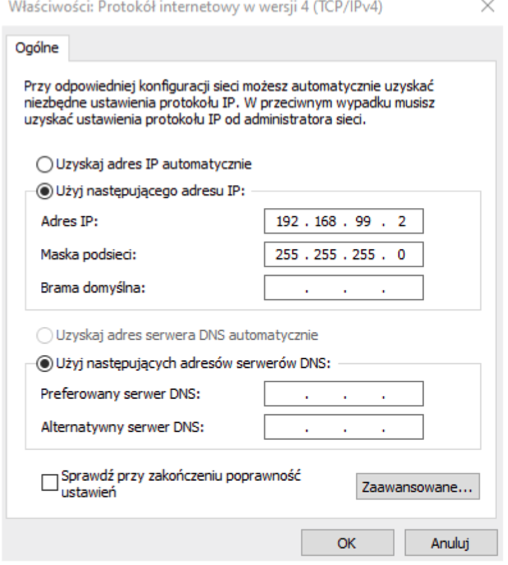 Właściwości: Protokół internetowy w wersji 4 (TCP/IPv4)
Ogólne
Przy odpowiedniej konfiguracji sieci możesz automatycznie uzyskać
niezbędne ustawienia protokołu IP. W przeciwnym wypadku musisz
uzyskać ustawienia protokołu IP od administratora sieci.
Uzyskaj adres IP automatycznie
Użyj następującego adresu IP:
Adres IP: 192 . 168 . 99 . 2
Maska podsieci: 255 . 255 . 255 . 0
Brama domyślna: . . .
Uzyskaj adres serwera DNS automatycznie
Użyj następujących adresów serwerów DNS:
Preferowany serwer DNS: . . .
Alternatywny serwer DNS: . . .
Sprawdź przy zakończeniu poprawność
ustawień
Zaawansowane...
OK Anuluj